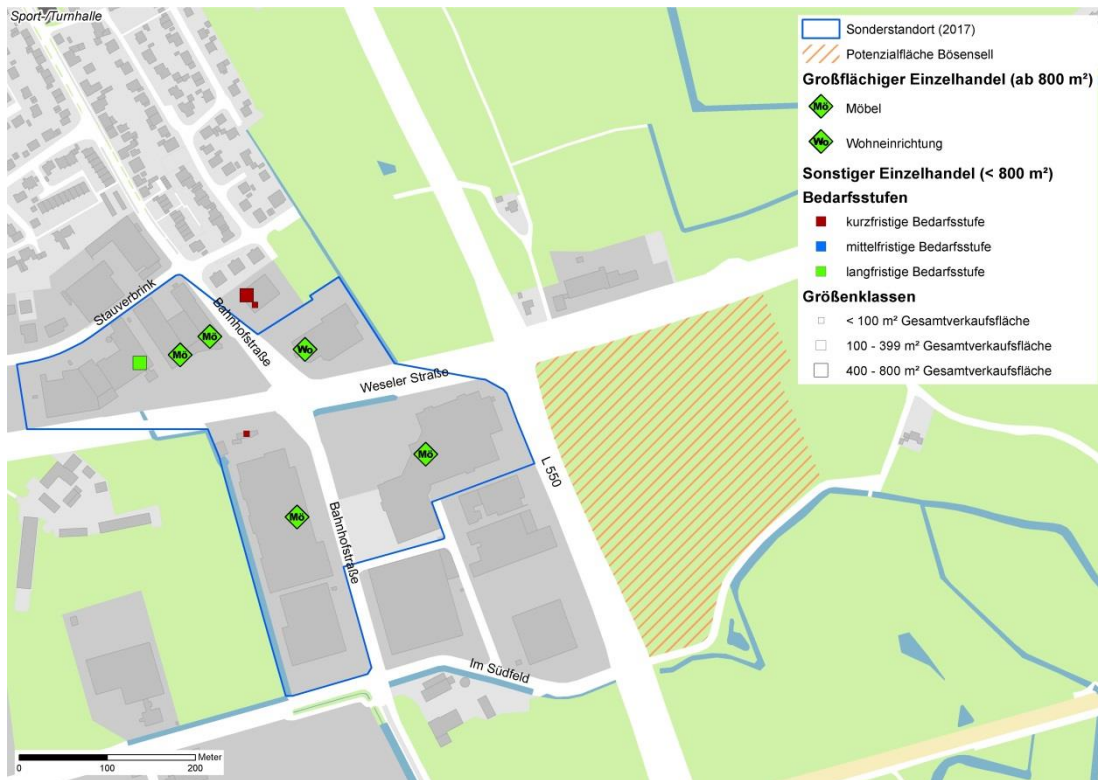 Sport-/Turnhalle
Sonderstandort (2017)
Potenzialfläche Bösensell
Großflächiger Einzelhandel (ab 800 m²)
Mö Möbel
Wo Wohneinrichtung
Sonstiger Einzelhandel (< 800 m²)
Bedarfsstufen
kurzfristige Bedarfsstufe
mittelfristige Bedarfsstufe
langfristige Bedarfsstufe
Größenklassen
< 100 m² Gesamtverkaufsfläche
100 - 399 m² Gesamtverkaufsfläche
400 - 800 m² Gesamtverkaufsfläche
Stauverbrink
Bahnhofstraße
Mö
Mö
Wo
Weseler Straße
Mö
L 550
Mö
Bahnhofstraße
Im Südfeld
Meter
0 100 200